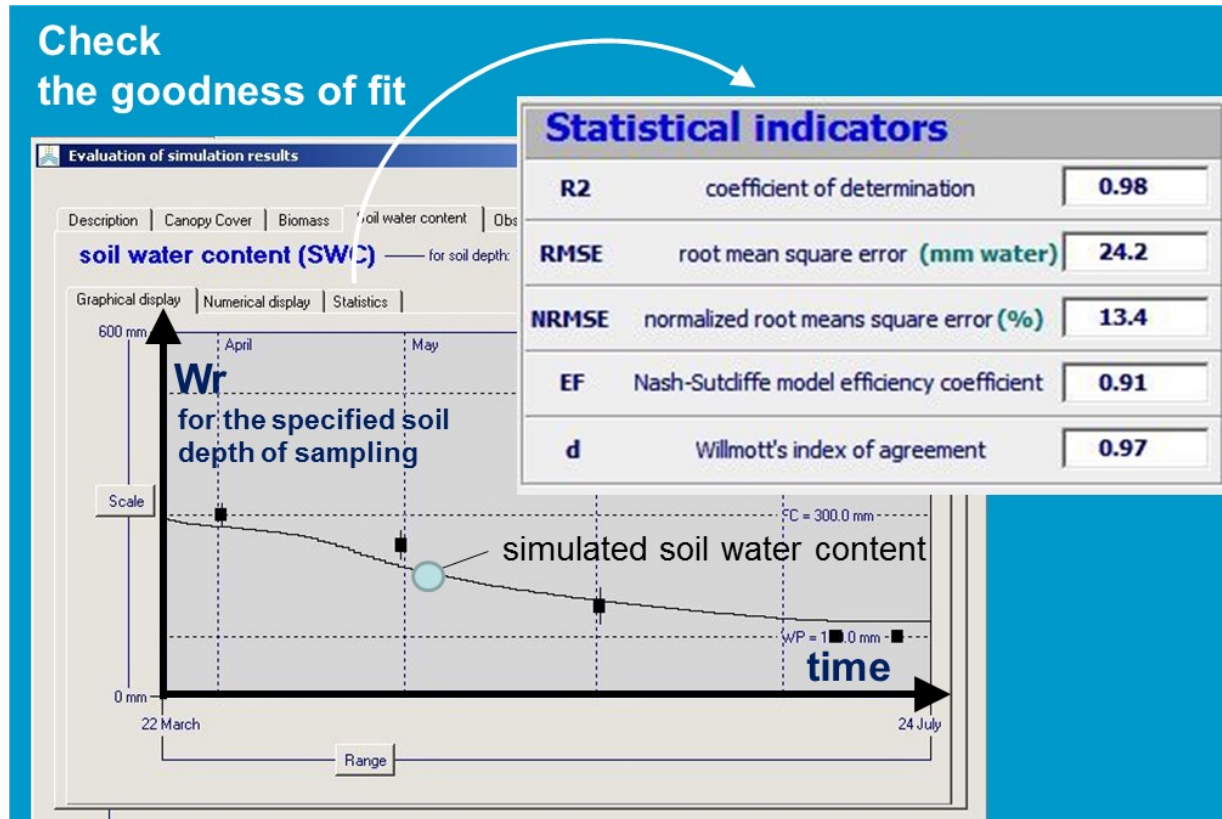 Check
the goodness of fit
Evaluation of simulation results
Description Canopy Cover Biomass Soil water content Obs
soil water content (SWC) for soil depth:
Graphical display Numerical display Statistics
600 mm
April May
Wr
for the specified soil
depth of sampling
Scale
FC = 300.0 mm
simulated soil water content
time
0 mm
22 March 24 July
Range
Statistical indicators
R2 coefficient of determination 0.98
RMSE root mean square error (mm water) 24.2
NRMSE normalized root means square error (%) 13.4
EF Nash-Sutcliffe model efficiency coefficient 0.91
d Willmott's index of agreement 0.97